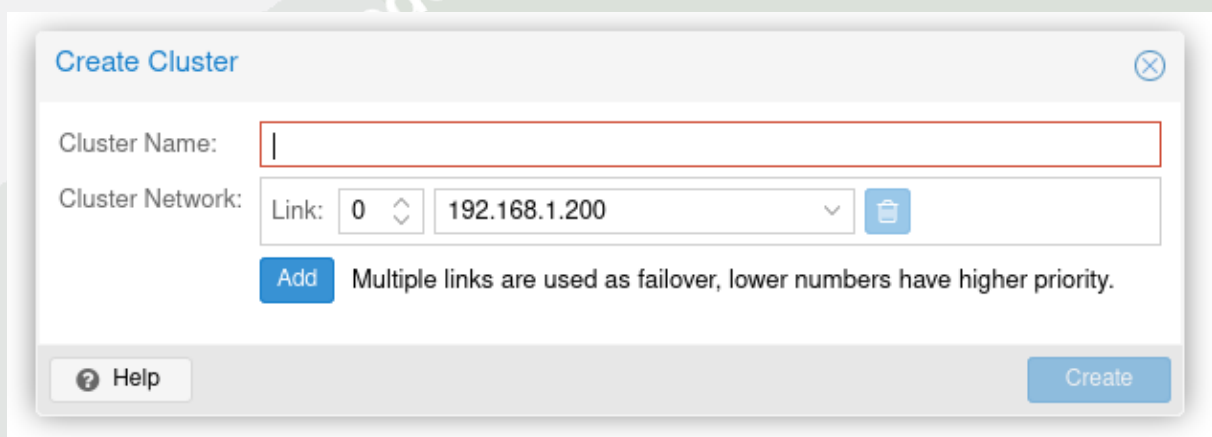 Create Cluster
Cluster Name:
Cluster Network:
Link: 0 192.168.1.200
Add Multiple links are used as failover, lower numbers have higher priority.
Help Create